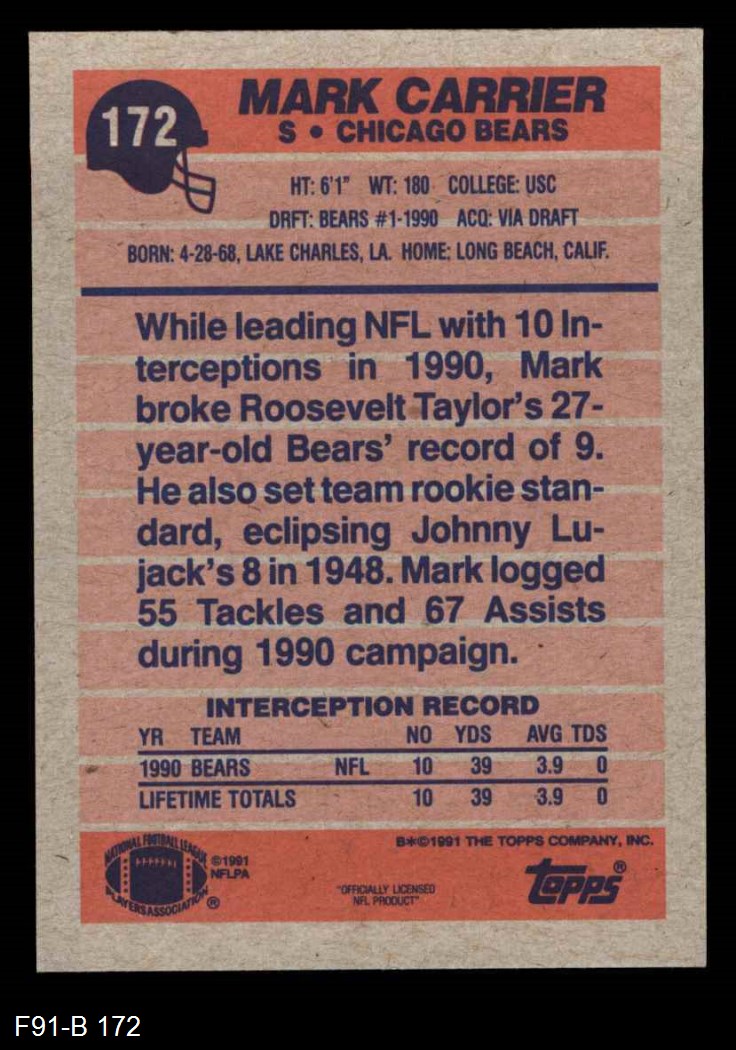 172
MARK CARRIER
S • CHICAGO BEARS
HT: 6'1" WT: 180 COLLEGE: USC
DRFT: BEARS #1-1990 ACQ: VIA DRAFT
BORN: 4-28-68, LAKE CHARLES, LA. HOME: LONG BEACH, CALIF.
While leading NFL with 10 In-
terceptions in 1990, Mark
broke Roosevelt Taylor's 27-
year-old Bears' record of 9.
He also set team rookie stan-
dard, eclipsing Johnny Lu-
jack's 8 in 1948. Mark logged
55 Tackles and 67 Assists
during 1990 campaign.
INTERCEPTION RECORD
YR TEAM NO YDS AVG TDS
1990 BEARS NFL 10 39 3.9 0
LIFETIME TOTALS 10 39 3.9 0
NATIONAL FOOTBALL LEAGUE
PLAYERS ASSOCIATION ®
©1991
NFLPA
"OFFICIALLY LICENSED
NFL PRODUCT"
B*©1991 THE TOPPS COMPANY, INC.
topps®
F91-B 172